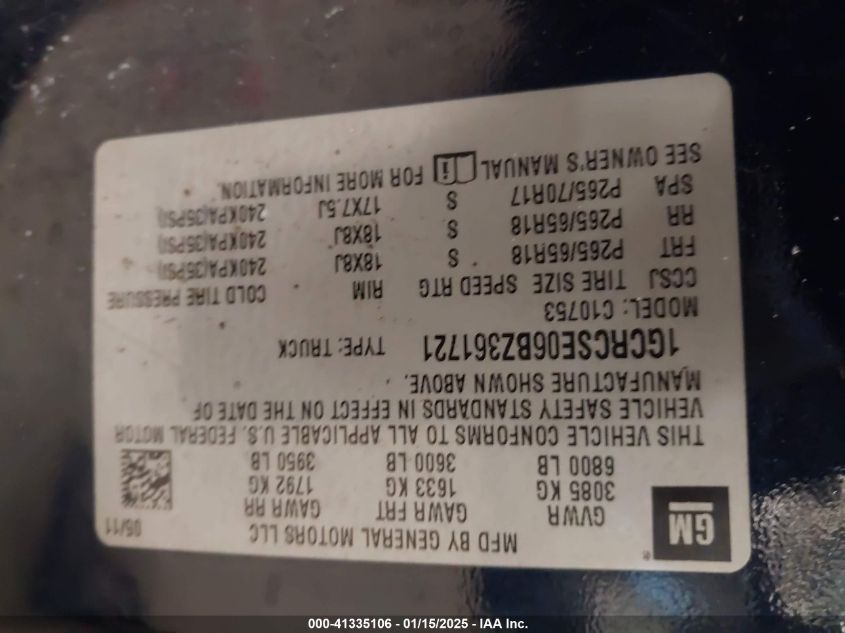 MFD BY GENERAL MOTORS LLC
05/11
GM
GVWR GAWR FRT GAWR RR
3085 KG 1633 KG 1792 KG
6800 LB 3600 LB 3950 LB
THIS VEHICLE CONFORMS TO ALL APPLICABLE U.S. FEDERAL MOTOR
VEHICLE SAFETY STANDARDS IN EFFECT ON THE DATE OF
MANUFACTURE SHOWN ABOVE.
1GCRCSE06BZ361721 TYPE: TRUCK
MODEL: C10753
CCSJ TIRE SIZE SPEED RTG RIM COLD TIRE PRESSURE
FRT P265/65R18 S 18X8J 240KPA(35PSI)
RR P265/65R18 S 18X8J 240KPA(35PSI)
SPA P265/70R17 S 17X7.5J 240KPA(35PSI)
SEE OWNER'S MANUAL i FOR MORE INFORMATION.
000-41335106 - 01/15/2025 - IAA Inc.